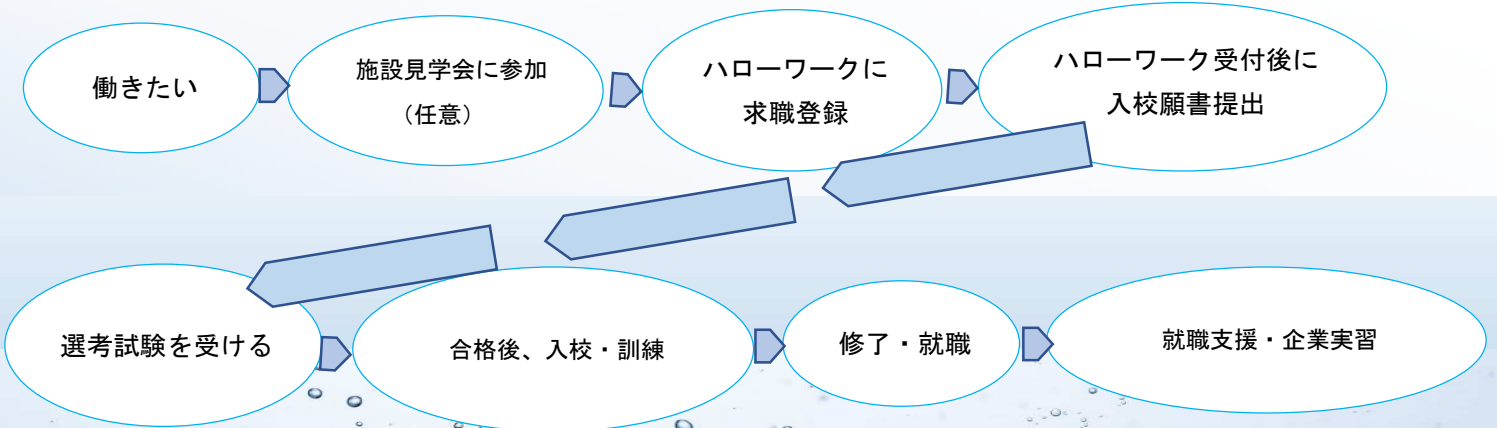 働きたい
施設見学会に参加
（任意）
ハローワークに
求職登録
ハローワーク受付後に
入校願書提出
選考試験を受ける
合格後、入校・訓練
修了・就職
就職支援・企業実習